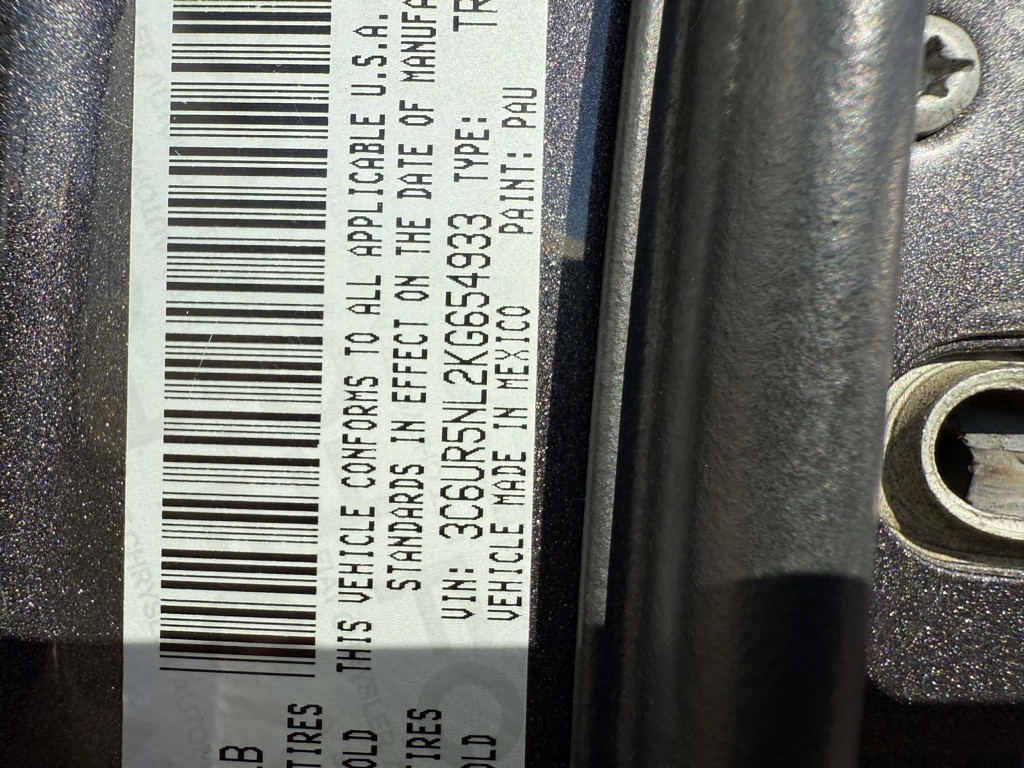 LB
TIRES
OLD
THIS VEHICLE CONFORMS TO ALL APPLICABLE U.S.A.
STANDARDS IN EFFECT ON THE DATE OF MANUFA
TIRES
OLD
VIN: 3C6UR5NL2KG654933 TYPE: TR
VEHICLE MADE IN MEXICO PAINT: PAU